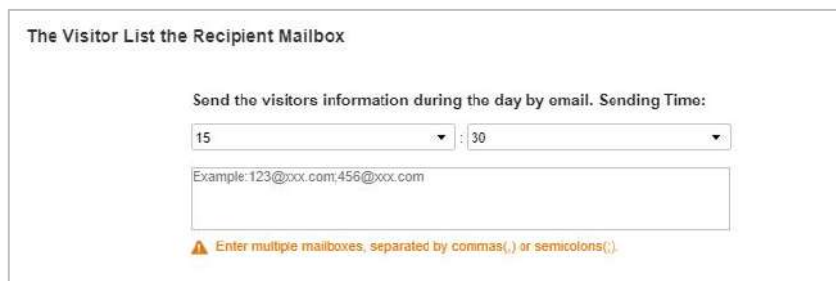 The Visitor List the Recipient Mailbox
Send the visitors information during the day by email. Sending Time:
15 : 30
Example:123@xxx.com;456@xxx.com
Enter multiple mailboxes, separated by commas(,) or semicolons(;).